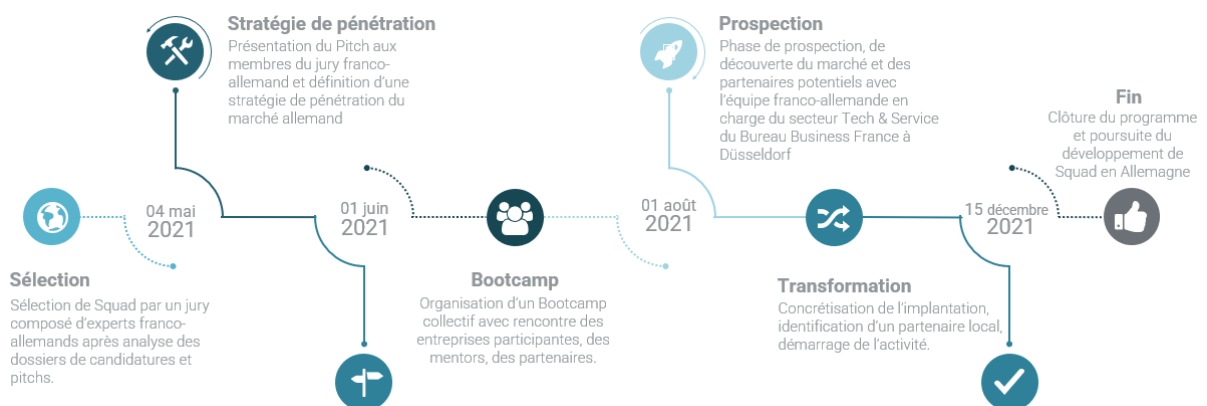 Stratégie de pénétration
Présentation du Pitch aux
membres du jury franco-
allemand et définition d'une
stratégie de pénétration du
marché allemand
Prospection
Phase de prospection, de
découverte du marché et des
partenaires potentiels avec
l'équipe franco-allemande en
charge du secteur Tech & Service
du Bureau Business France à
Düsseldorf
Fin
Clôture du programme
et poursuite du
développement de
Squad en Allemagne
04 mai
2021
01 juin
2021
01 août
2021
15 décembre
2021
Sélection
Sélection de Squad par un jury
composé d'experts franco-
allemands après analyse des
dossiers de candidatures et
pitchs.
Bootcamp
Organisation d'un Bootcamp
collectif avec rencontre des
entreprises participantes, des
mentors, des partenaires.
Transformation
Concrétisation de l'implantation,
identification d'un partenaire local,
démarrage de l'activité.